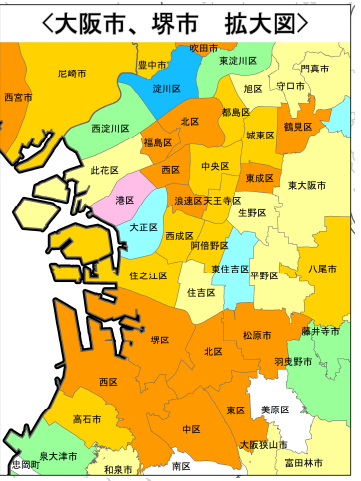 <大阪市、堺市 拡大図>
吹田市
豊中市
東淀川区
門真市
尼崎市
淀川区
旭区
守口市
西宮市
都島区
北区
西淀川区
城東区
鶴見区
福島区
此花区
西区
中央区
東成区
東大阪市
港区
浪速区
天王寺区
生野区
大正区
西成区
阿倍野区
住之江区
東住吉区
平野区
八尾市
住吉区
藤井寺市
堺区
松原市
北区
羽曳野市
西区
高石市
東区
美原区
中区
大阪狭山市
泉大津市
忠岡町
和泉市
南区
富田林市